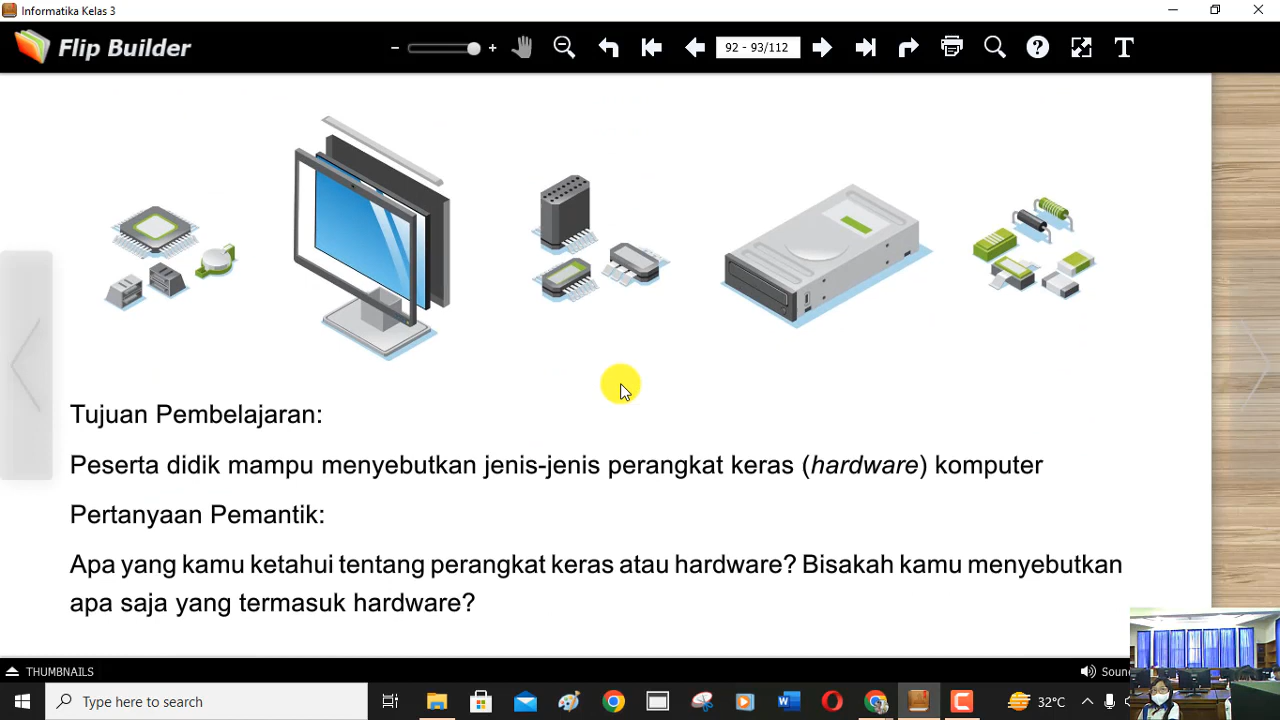 Informatika Kelas 3
Flip Builder
92 - 93/112
T
Tujuan Pembelajaran:
Peserta didik mampu menyebutkan jenis-jenis perangkat keras (hardware) komputer
Pertanyaan Pemantik:
Apa yang kamu ketahui tentang perangkat keras atau hardware? Bisakah kamu menyebutkan
apa saja yang termasuk hardware?
THUMBNAILS
Type here to search
32°C